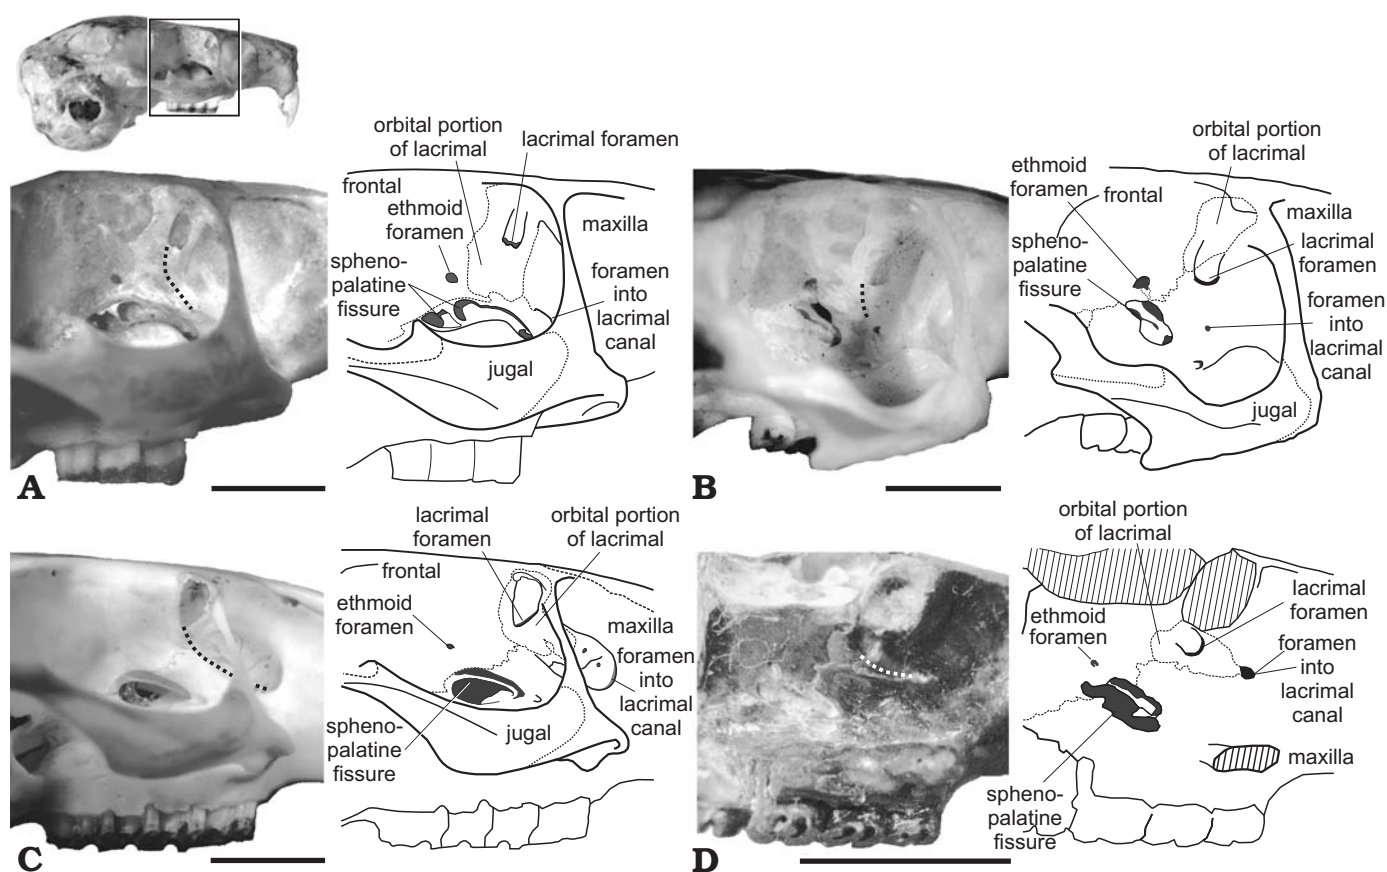 orbital portion
of lacrimal
lacrimal foramen
frontal
ethmoid
foramen
maxilla
spheno-
palatine
fissure
foramen
into
lacrimal
canal
jugal
A
orbital portion
of lacrimal
ethmoid
foramen
frontal
maxilla
spheno-
palatine
fissure
lacrimal
foramen
foramen
into
lacrimal
canal
jugal
B
lacrimal
foramen
orbital portion
of lacrimal
frontal
ethmoid
foramen
maxilla
foramen
into
lacrimal
canal
spheno-
palatine
fissure
jugal
C
orbital portion
of lacrimal
lacrimal
foramen
ethmoid
foramen
foramen
into
lacrimal
canal
maxilla
spheno-
palatine
fissure
D